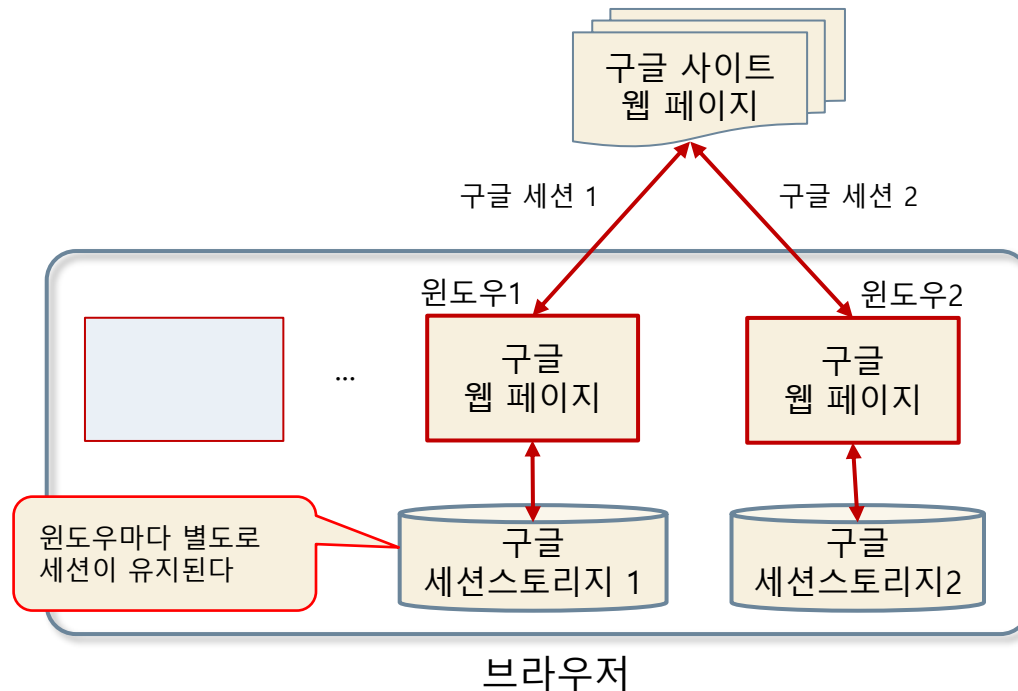 구글 사이트
웹 페이지
구글 세션 1
구글 세션 2
윈도우1
윈도우2
...
구글
웹 페이지
구글
웹 페이지
윈도우마다 별도로
세션이 유지된다
구글
세션스토리지 1
구글
세션스토리지2
브라우저